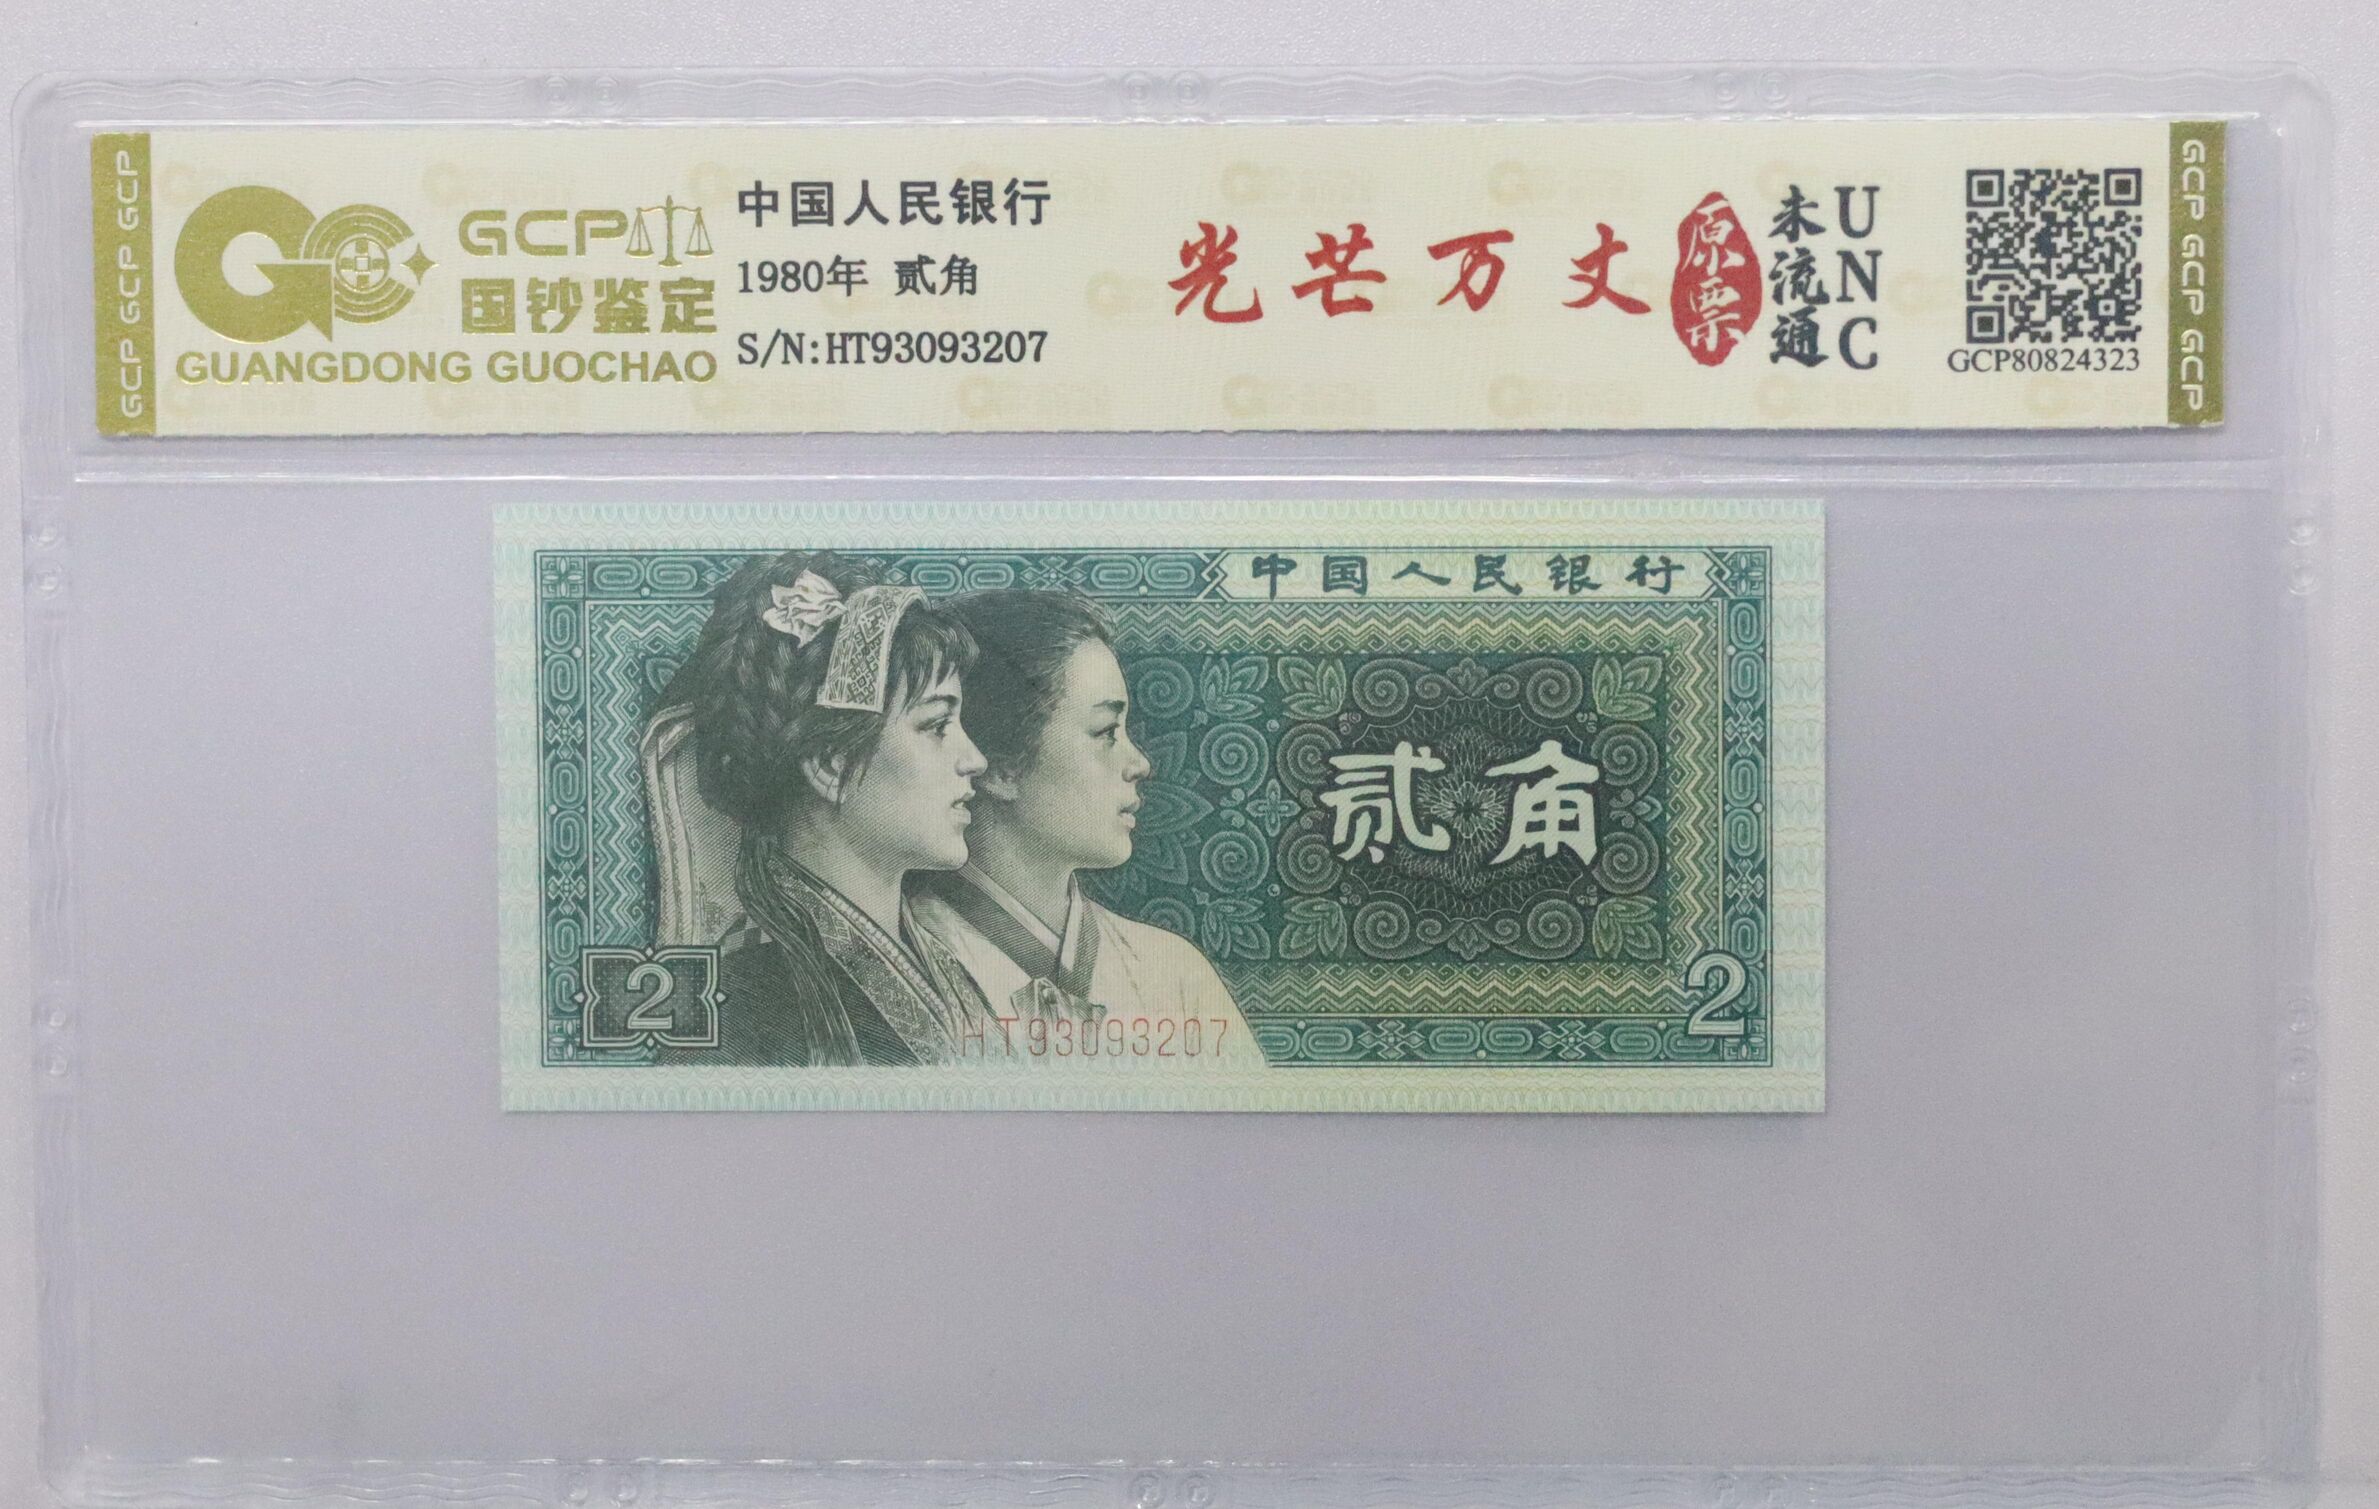 GCP GCP GCP
GCP
国钞鉴定
GUANGDONG GUOCHAO
中国人民银行
1980年 贰角
S/N:HT93093207
光芒万丈
原票
未流通
UNC
GCP80824323
GCP GCP GCP
中国人民银行
贰角
2
2
HT93093207